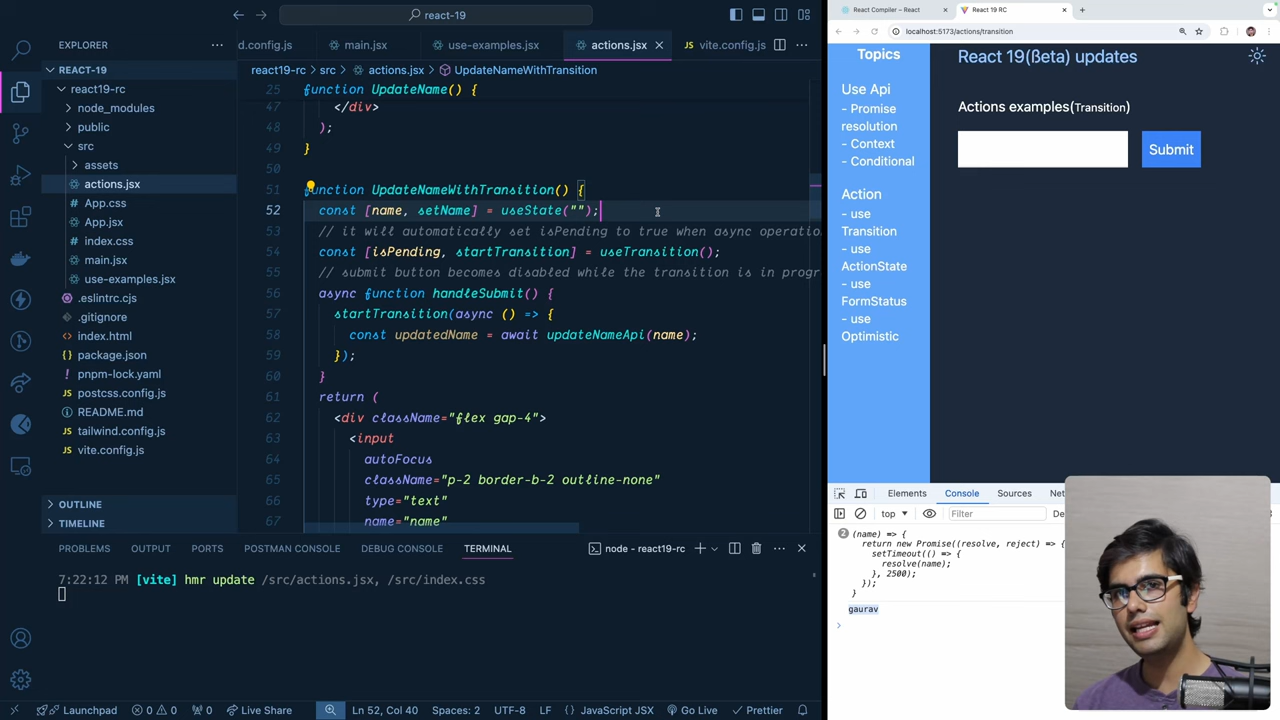 react-19
EXPLORER
REACT-19
react19-rc
node_modules
public
src
assets
actions.jsx
App.css
App.jsx
index.css
main.jsx
use-examples.jsx
.eslintrc.cjs
.gitignore
index.html
package.json
pnpm-lock.yaml
postcss.config.js
README.md
tailwind.config.js
vite.config.js
OUTLINE
TIMELINE
d.config.js
main.jsx
use-examples.jsx
actions.jsx
vite.config.js
react19-rc > src > actions.jsx > UpdateNameWithTransition
25 function UpdateName() {
47 </div>
48 );
49 }
50
51 function UpdateNameWithTransition() {
52 const [name, setName] = useState("");
53 // it will automatically set isPending to true when async operatio
54 const [isPending, startTransition] = useTransition();
55 // submit button becomes disabled while the transition is in progr
56 async function handleSubmit() {
57 startTransition(async () => {
58 const updatedName = await updateNameApi(name);
59 });
60 }
61 return (
62 <div className="flex gap-4">
63 <input
64 autoFocus
65 className="p-2 border-b-2 outline-none"
66 type="text"
67 name="name"
PROBLEMS OUTPUT PORTS POSTMAN CONSOLE DEBUG CONSOLE TERMINAL
node - react19-rc
7:22:12 PM [vite] hmr update /src/actions.jsx, /src/index.css
Launchpad 0 0 0 Live Share Ln 52, Col 40 Spaces: 2 UTF-8 LF JavaScript JSX Go Live Prettier
React Compiler – React
React 19 RC
localhost:5173/actions/transition
Topics
Use Api
- Promise
resolution
- Context
- Conditional
Action
- use
Transition
- use
ActionState
- use
FormStatus
- use
Optimistic
React 19(ßeta) updates
Actions examples(Transition)
Submit
Elements Console Sources Net
top Filter De
2 (name) => {
return new Promise((resolve, reject) => {
setTimeout(() => {
resolve(name);
}, 2500);
});
}
gaurav